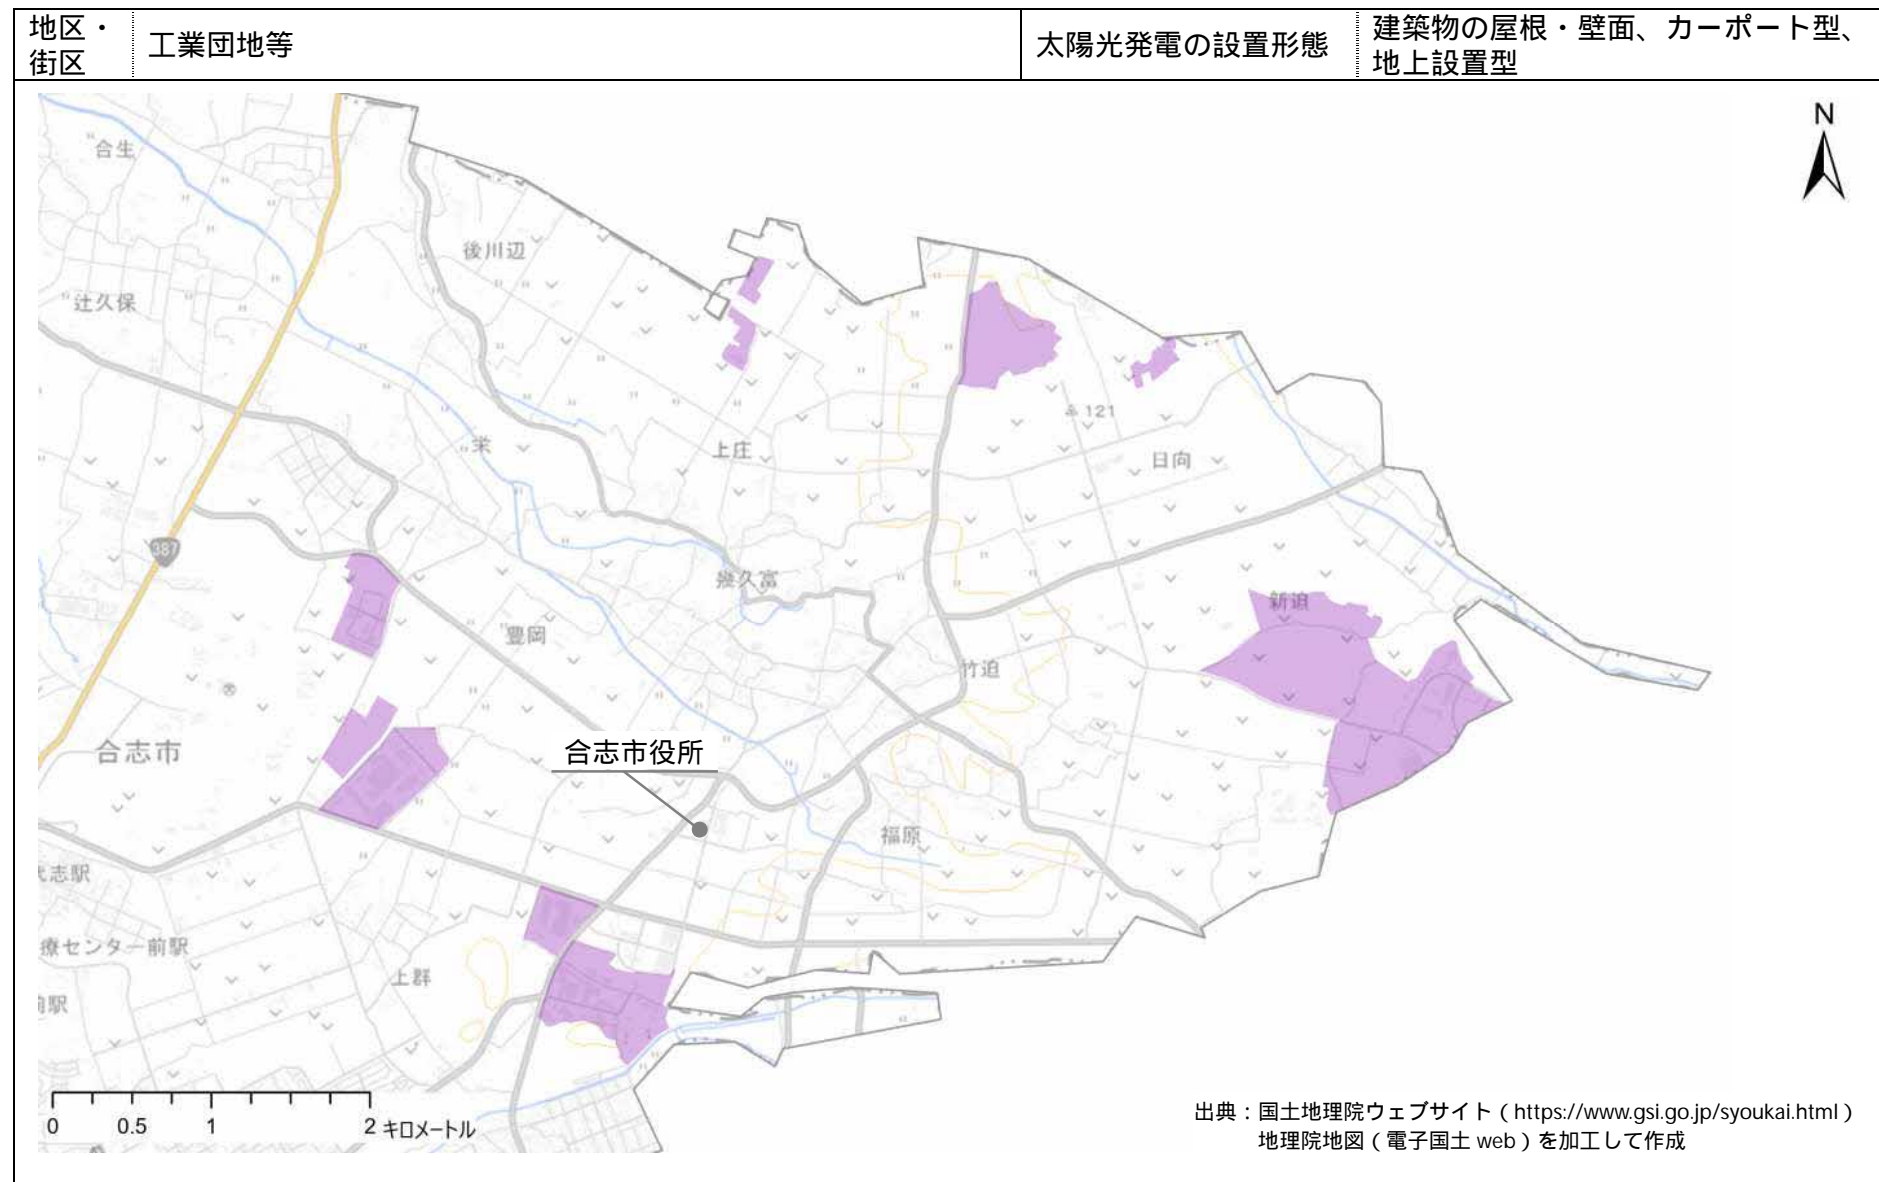 地区・
街区
工業団地等
太陽光発電の設置形態
建築物の屋根・壁面、カーポート型、
地上設置型
N
合生
後川辺
辻久保
121
栄
上庄
日向
387
幾久富
新迫
豊岡
竹迫
合志市
合志市役所
福原
志駅
療センター前駅
上群
駅
0 0.5 1 2 キロメートル
出典：国土地理院ウェブサイト（https://www.gsi.go.jp/syoukai.html）
地理院地図（電子国土 web）を加工して作成